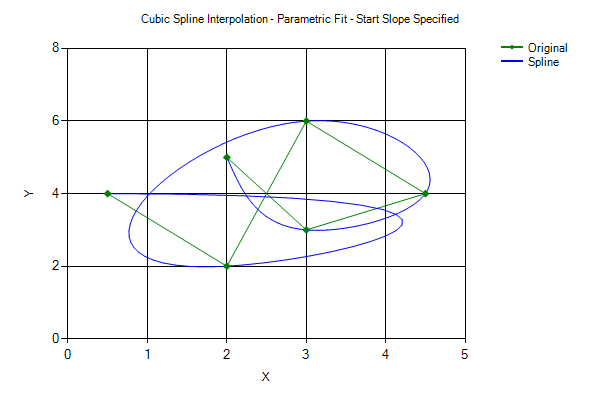 Cubic Spline Interpolation - Parametric Fit - Start Slope Specified
Original
Spline
8
6
4
2
0
Y
0 1 2 3 4 5
X